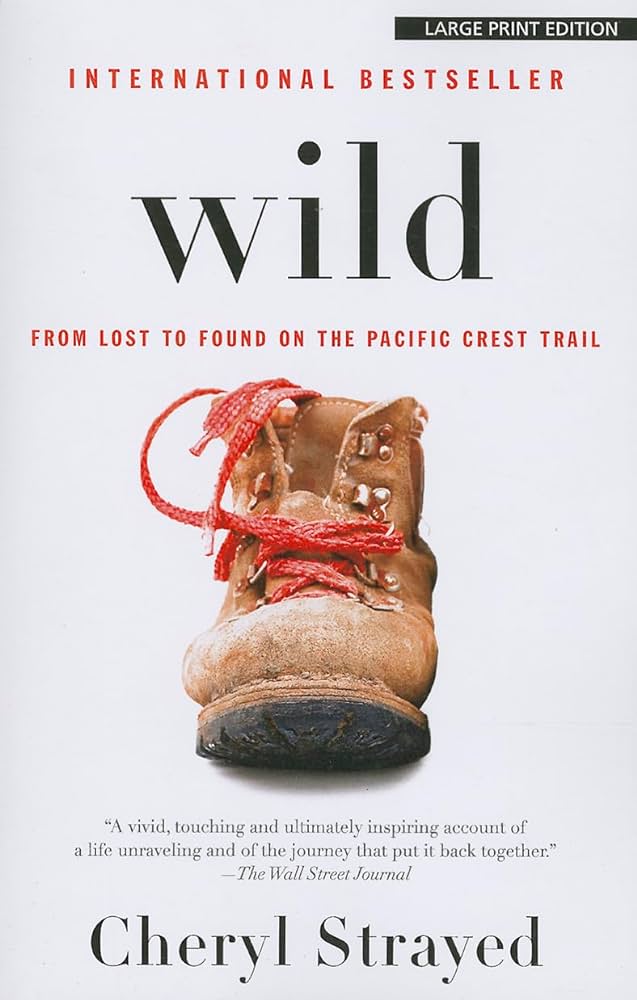 LARGE PRINT EDITION
INTERNATIONAL BESTSELLER
wild
FROM LOST TO FOUND ON THE PACIFIC CREST TRAIL
“A vivid, touching and ultimately inspiring account of
a life unraveling and of the journey that put it back together.”
—The Wall Street Journal
Cheryl Strayed